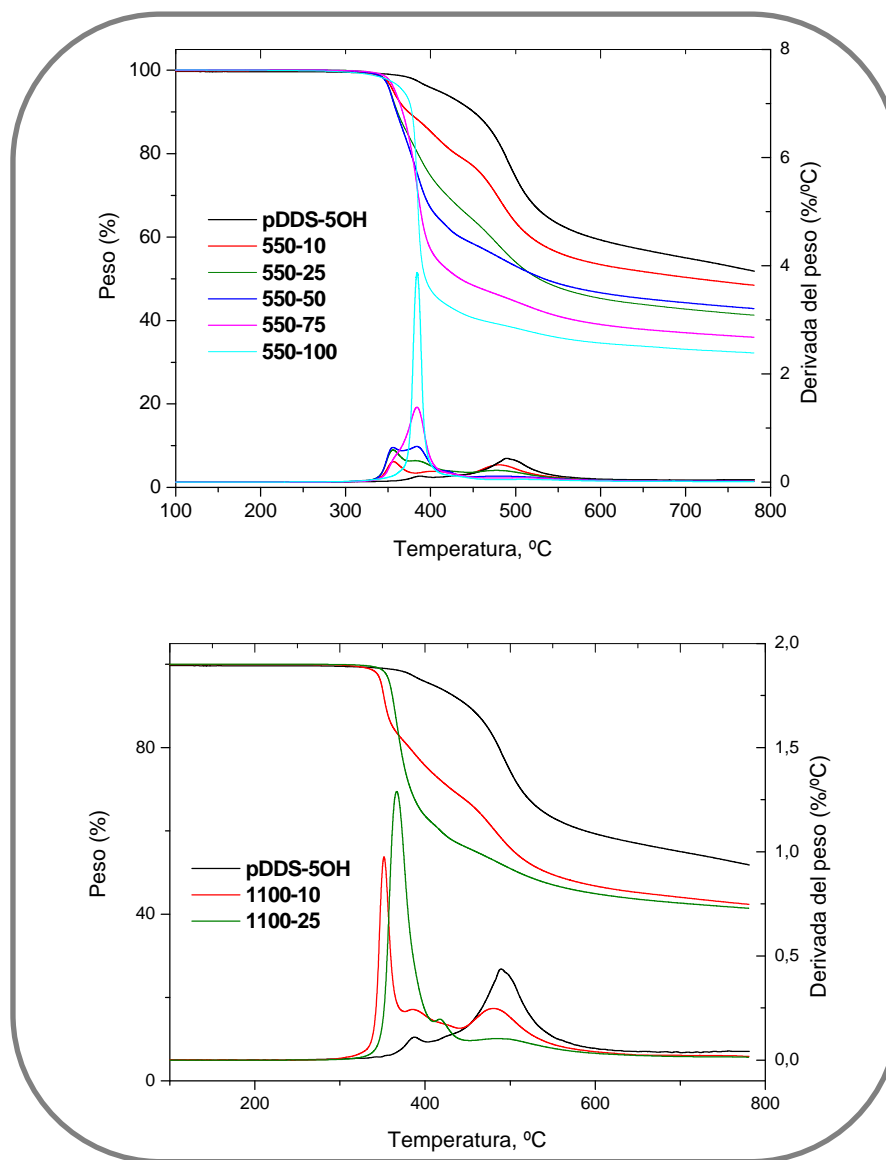 100
80
60
40
20
0
Peso (%)
pDDS-5OH
550-10
550-25
550-50
550-75
550-100
8
6
4
2
0
Derivada del peso (%/ºC)
100 200 300 400 500 600 700 800
Temperatura, ºC
80
40
0
Peso (%)
pDDS-5OH
1100-10
1100-25
2,0
1,5
1,0
0,5
0,0
Derivada del peso (%/ºC)
200 400 600 800
Temperatura, ºC